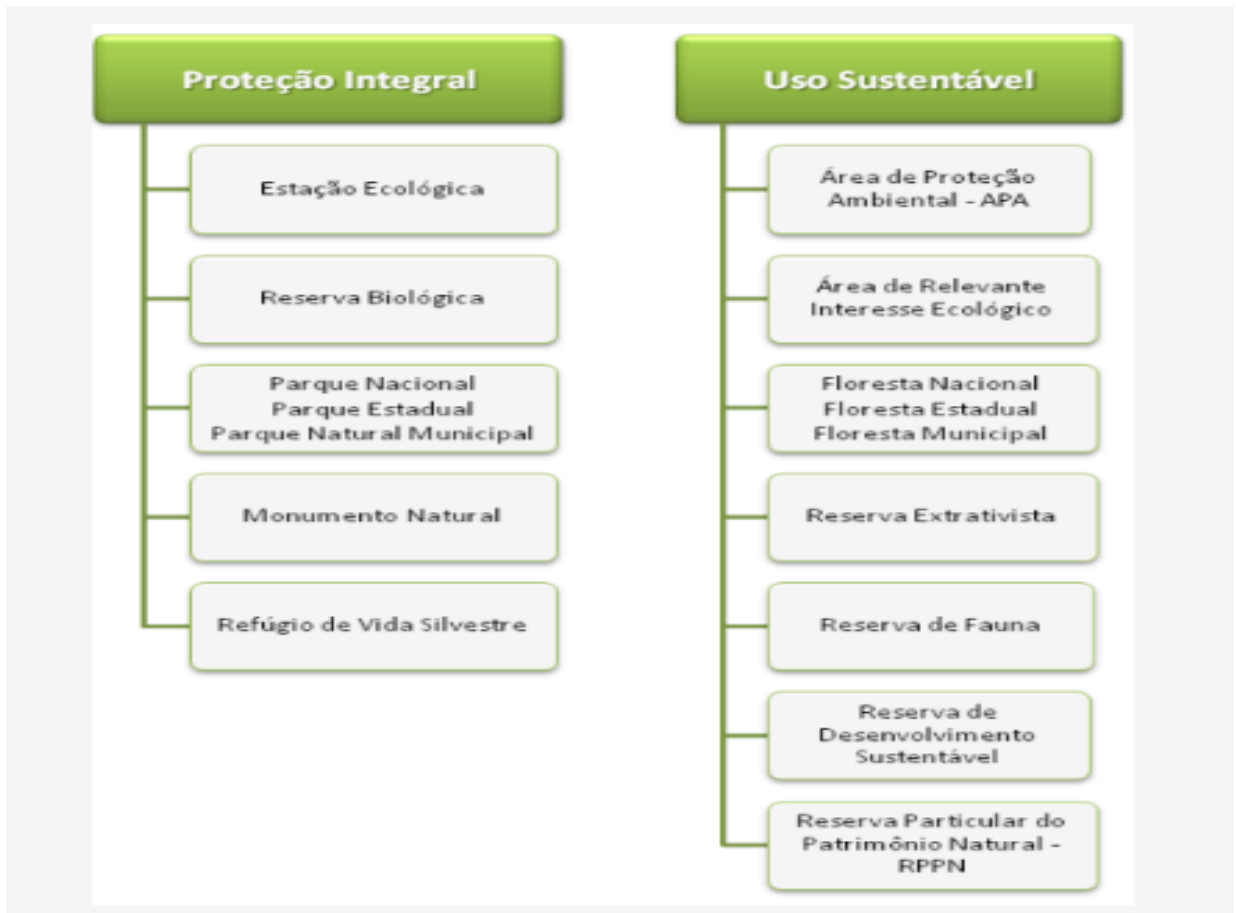 Proteção Integral
Estação Ecológica
Reserva Biológica
Parque Nacional
Parque Estadual
Parque Natural Municipal
Monumento Natural
Refúgio de Vida Silvestre
Uso Sustentável
Área de Proteção
Ambiental - APA
Área de Relevante
Interesse Ecológico
Floresta Nacional
Floresta Estadual
Floresta Municipal
Reserva Extrativista
Reserva de Fauna
Reserva de
Desenvolvimento
Sustentável
Reserva Particular do
Patrimônio Natural -
RPPN